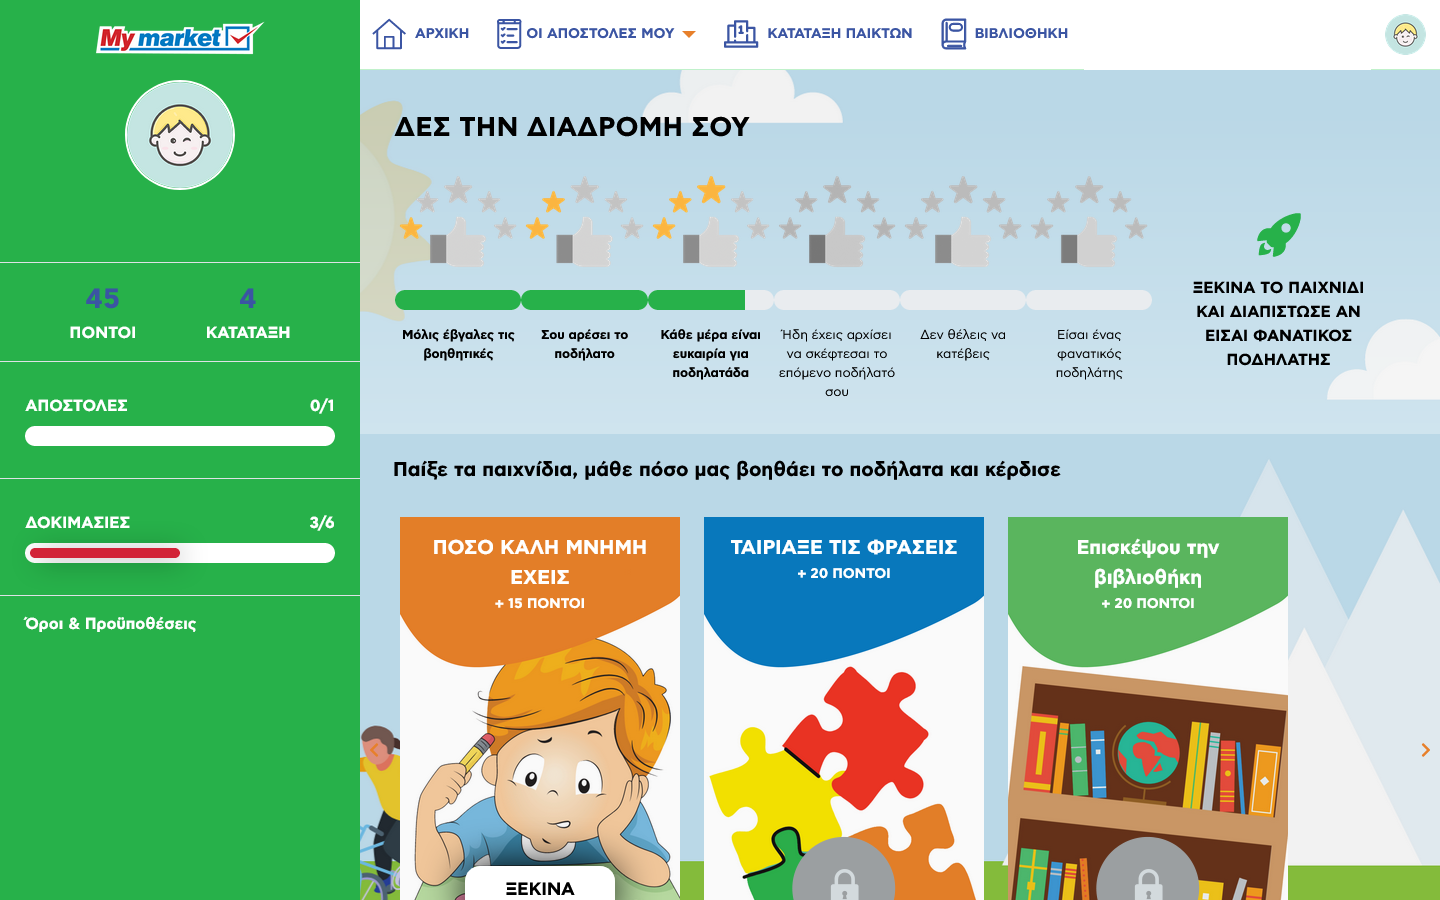 My market
ΑΡΧΙΚΗ
ΟΙ ΑΠΟΣΤΟΛΕΣ ΜΟΥ
1
ΚΑΤΑΤΑΞΗ ΠΑΙΚΤΩΝ
ΒΙΒΛΙΟΘΗΚΗ
45
ΠΟΝΤΟΙ
4
ΚΑΤΑΤΑΞΗ
ΑΠΟΣΤΟΛΕΣ
0/1
ΔΟΚΙΜΑΣΙΕΣ
3/6
Όροι & Προϋποθέσεις
ΔΕΣ ΤΗΝ ΔΙΑΔΡΟΜΗ ΣΟΥ
Μόλις έβγαλες τις
βοηθητικές
Σου αρέσει το
ποδήλατο
Κάθε μέρα είναι
ευκαιρία για
ποδηλατάδα
Ήδη έχεις αρχίσει
να σκέφτεσαι το
επόμενο ποδήλατό
σου
Δεν θέλεις να
κατέβεις
Είσαι ένας
φανατικός
ποδηλάτης
ΞΕΚΙΝΑ ΤΟ ΠΑΙΧΝΙΔΙ
ΚΑΙ ΔΙΑΠΙΣΤΩΣΕ ΑΝ
ΕΙΣΑΙ ΦΑΝΑΤΙΚΟΣ
ΠΟΔΗΛΑΤΗΣ
Παίξε τα παιχνίδια, μάθε πόσο μας βοηθάει το ποδήλατα και κέρδισε
ΠΟΣΟ ΚΑΛΗ ΜΝΗΜΗ
ΕΧΕΙΣ
+ 15 ΠΟΝΤΟΙ
ΞΕΚΙΝΑ
ΤΑΙΡΙΑΞΕ ΤΙΣ ΦΡΑΣΕΙΣ
+ 20 ΠΟΝΤΟΙ
Επισκέψου την
βιβλιοθήκη
+ 20 ΠΟΝΤΟΙ